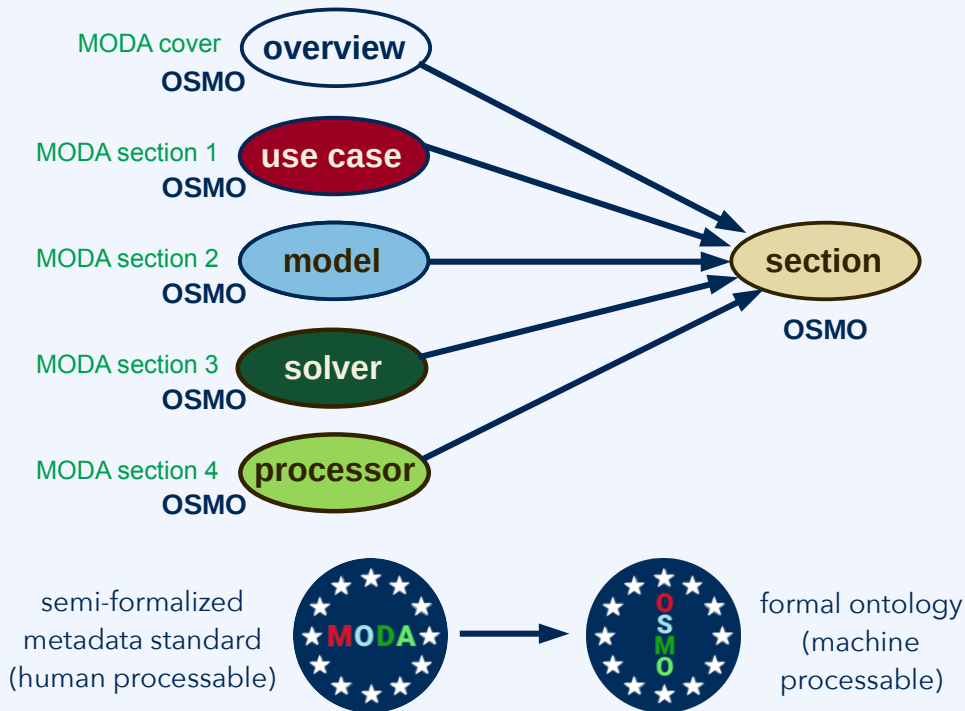 MODA cover
overview
OSMO
MODA section 1
use case
OSMO
MODA section 2
model
section
OSMO
OSMO
MODA section 3
solver
OSMO
MODA section 4
processor
OSMO
semi-formalized
metadata standard
(human processable)
MODA
OSMO
formal ontology
(machine
processable)